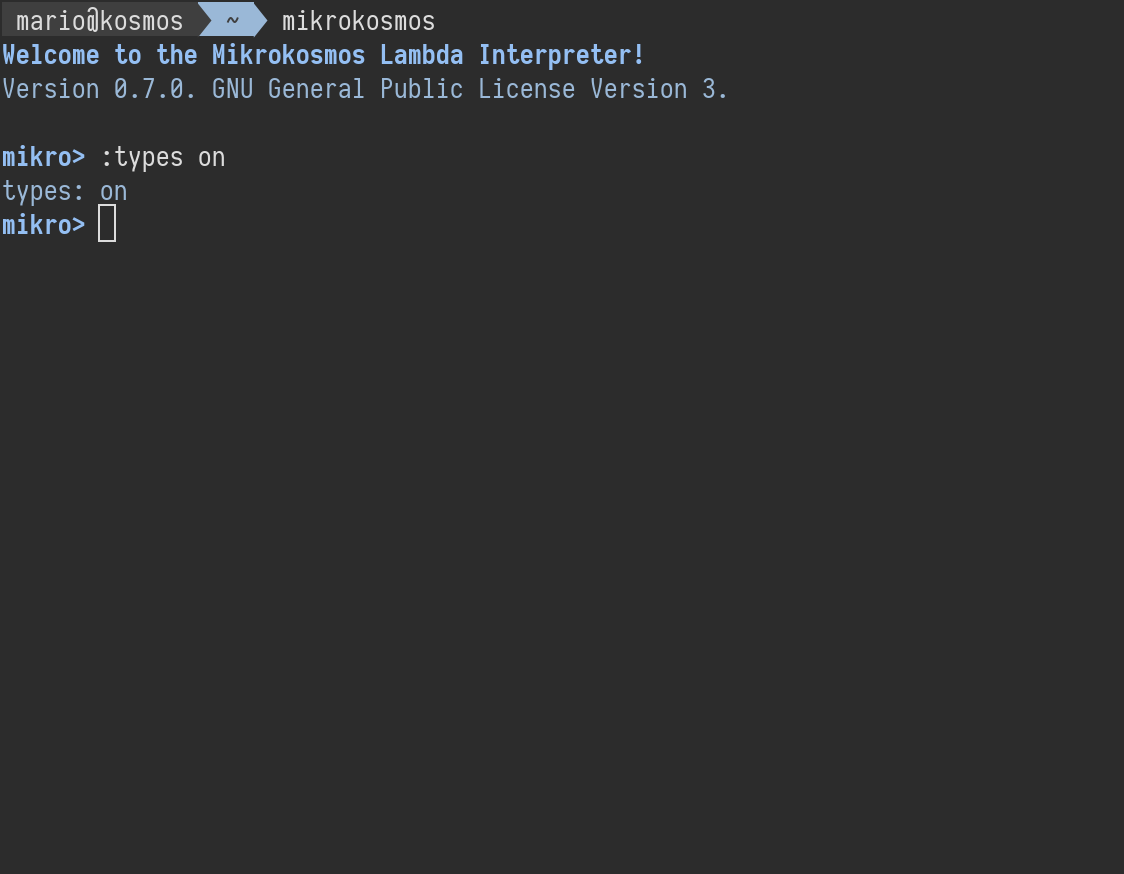 mario@kosmos ~ mikrokosmos
Welcome to the Mikrokosmos Lambda Interpreter!
Version 0.7.0. GNU General Public License Version 3.
mikro> :types on
types: on
mikro>